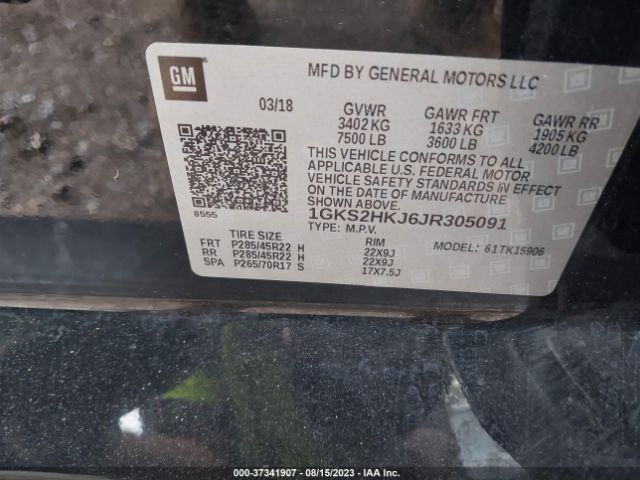 GM
MFD BY GENERAL MOTORS LLC
03/18
GVWR GAWR FRT GAWR RR
3402 KG 1633 KG 1905 KG
7500 LB 3600 LB 4200 LB
THIS VEHICLE CONFORMS TO ALL
APPLICABLE U.S. FEDERAL MOTOR
VEHICLE SAFETY STANDARDS IN EFFECT
ON THE DATE OF MANUFACTURE
SHOWN ABOVE.
8555
1GKS2HKJ6JR305091
TYPE: M.P.V.
MODEL: 61TK15906
TIRE SIZE RIM
FRT P285/45R22 H 22X9J
RR P285/45R22 H 22X9J
SPA P265/70R17 S 17X7.5J
000-37341907 - 08/15/2023 - IAA Inc.